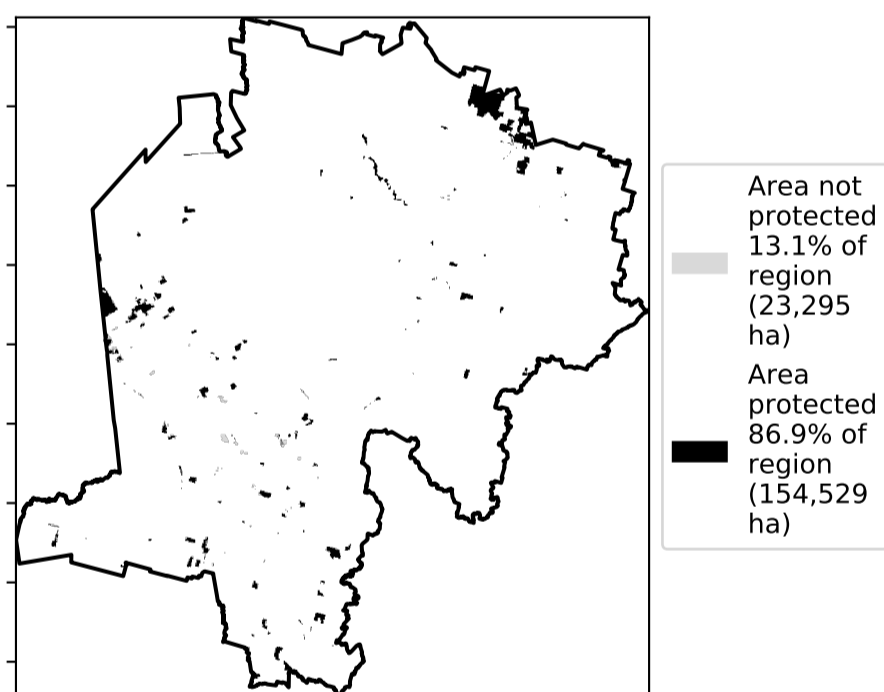 Area not
protected
13.1% of
region
(23,295
ha)
Area
protected
86.9% of
region
(154,529
ha)